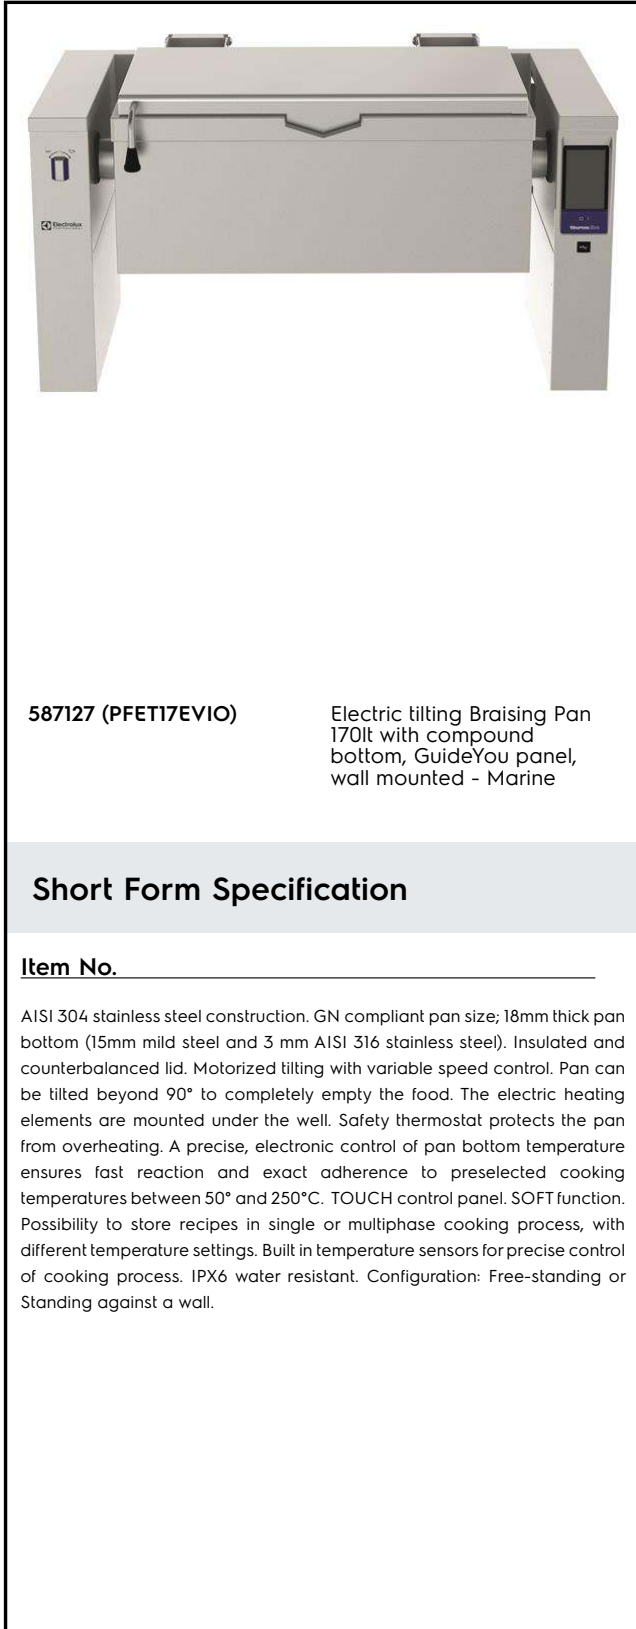 Electrolux
PROFESSIONAL
587127 (PFET17EVIO)
Electric tilting Braising Pan
170lt with compound
bottom, GuideYou panel,
wall mounted - Marine
Short Form Specification
Item No.
AISI 304 stainless steel construction. GN compliant pan size; 18mm thick pan
bottom (15mm mild steel and 3 mm AISI 316 stainless steel). Insulated and
counterbalanced lid. Motorized tilting with variable speed control. Pan can
be tilted beyond 90° to completely empty the food. The electric heating
elements are mounted under the well. Safety thermostat protects the pan
from overheating. A precise, electronic control of pan bottom temperature
ensures fast reaction and exact adherence to preselected cooking
temperatures between 50° and 250°C. TOUCH control panel. SOFT function.
Possibility to store recipes in single or multiphase cooking process, with
different temperature settings. Built in temperature sensors for precise control
of cooking process. IPX6 water resistant. Configuration: Free-standing or
Standing against a wall.